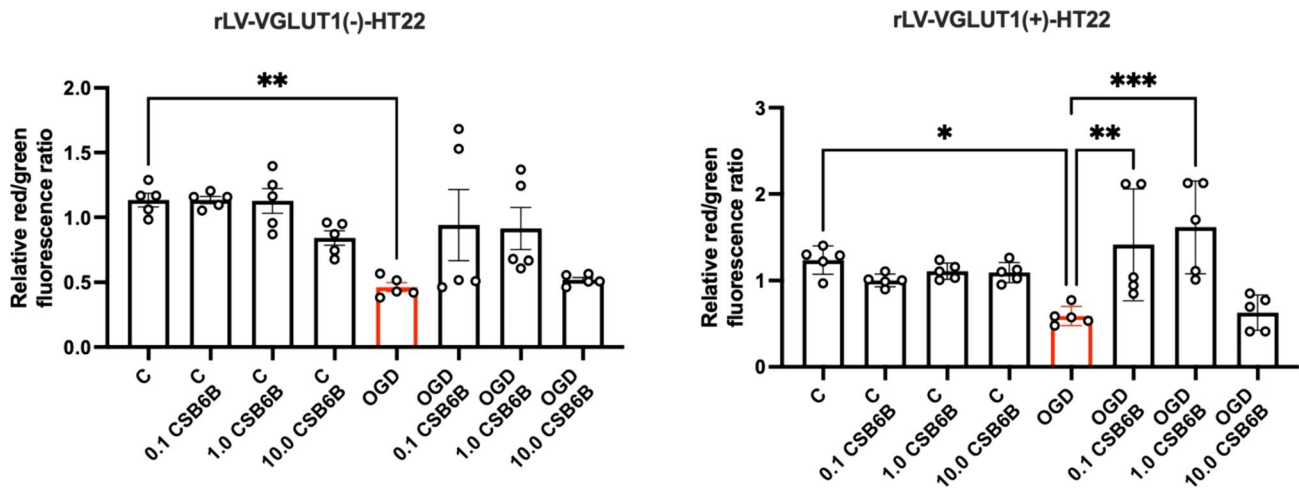 rLV-VGLUT1(-)-HT22
**
Relative red/green
fluorescence ratio
2.0
1.5
1.0
0.5
0.0
C
C
0.1 CSB6B
C
1.0 CSB6B
C
10.0 CSB6B
OGD
OGD
0.1 CSB6B
OGD
1.0 CSB6B
OGD
10.0 CSB6B
rLV-VGLUT1(+)-HT22
***
*
**
Relative red/green
fluorescence ratio
3
2
1
0
C
C
0.1 CSB6B
C
1.0 CSB6B
C
10.0 CSB6B
OGD
OGD
0.1 CSB6B
OGD
1.0 CSB6B
OGD
10.0 CSB6B